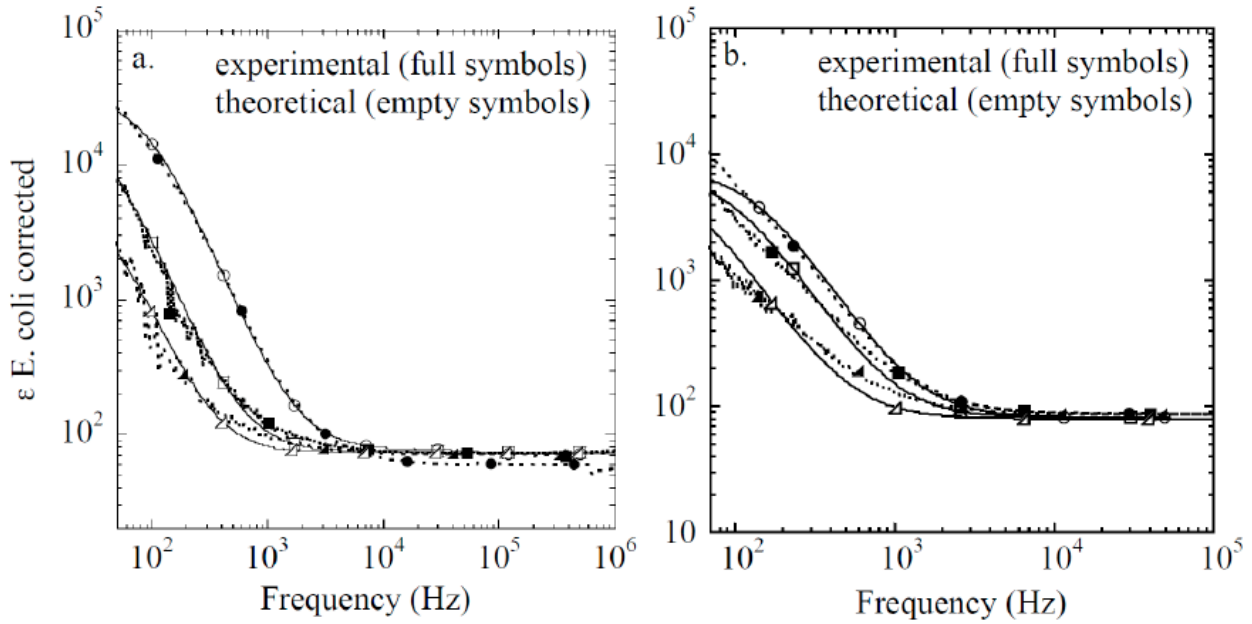 a.
experimental (full symbols)
theoretical (empty symbols)
10^5
10^4
10^3
10^2
ε E. coli corrected
10^2
10^3
10^4
10^5
10^6
Frequency (Hz)
b.
experimental (full symbols)
theoretical (empty symbols)
10^5
10^4
10^3
10^2
10
10^2
10^3
10^4
10^5
Frequency (Hz)